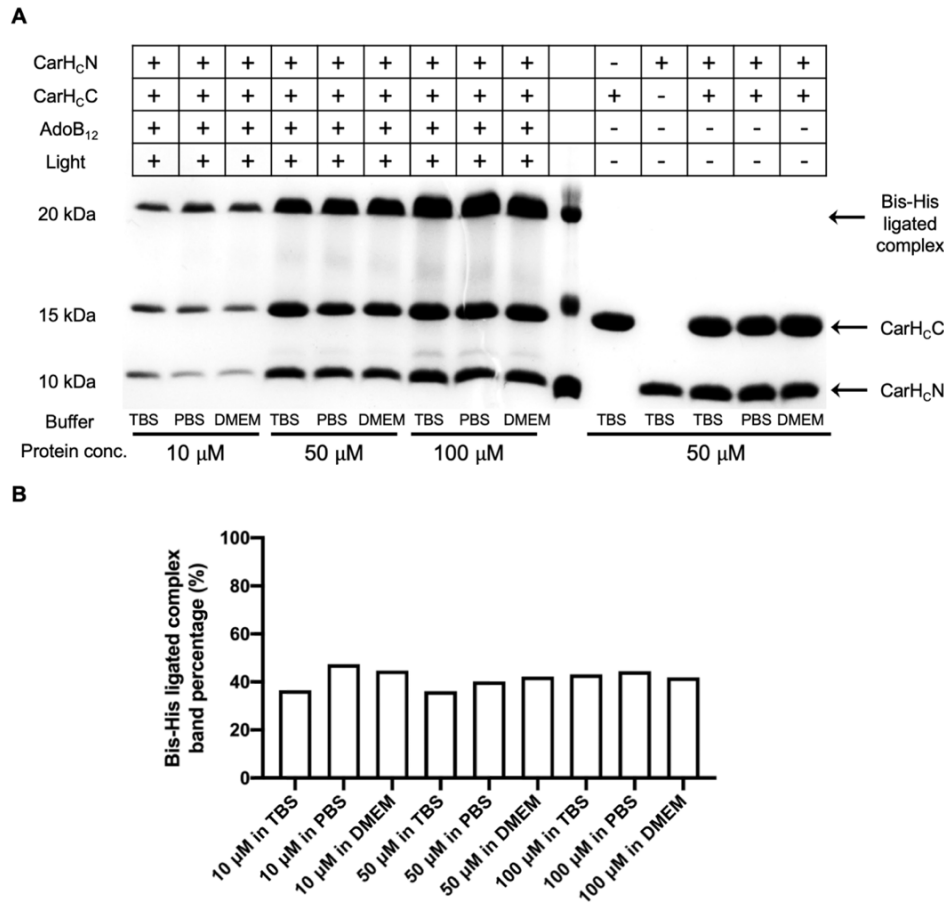 A
CarH_CN + + + + + + + + + - + + + +
CarH_CC + + + + + + + + + + - + + +
AdoB₁₂ + + + + + + + + + - - - - -
Light + + + + + + + + + - - - - -
20 kDa
Bis-His
ligated
complex
15 kDa
CarH_CC
10 kDa
CarH_CN
Buffer TBS PBS DMEM TBS PBS DMEM TBS PBS DMEM TBS TBS TBS PBS DMEM
Protein conc. 10 μM 50 μM 100 μM 50 μM
B
Bis-His ligated complex
band percentage (%)
100
80
60
40
20
0
10 μM in TBS
10 μM in PBS
10 μM in DMEM
50 μM in TBS
50 μM in PBS
50 μM in DMEM
100 μM in TBS
100 μM in PBS
100 μM in DMEM